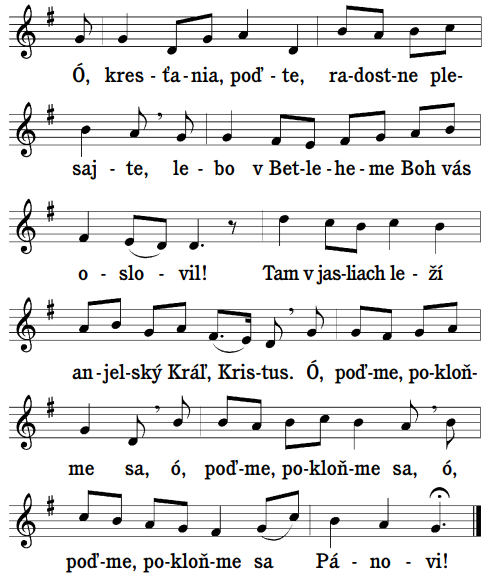 Ó, kres - ťa - nia, poď - te, ra - dost - ne ple-
saj - te, le - bo v Bet - le - he - me Boh vás
o - slo - vil! Tam v jas - liach le - ží
an - jel - ský Kráľ, Kris - tus. Ó, poď - me, po - kloň-
me sa, ó, poď - me, po - kloň - me sa, ó,
poď - me, po - kloň - me sa Pá - no - vi!